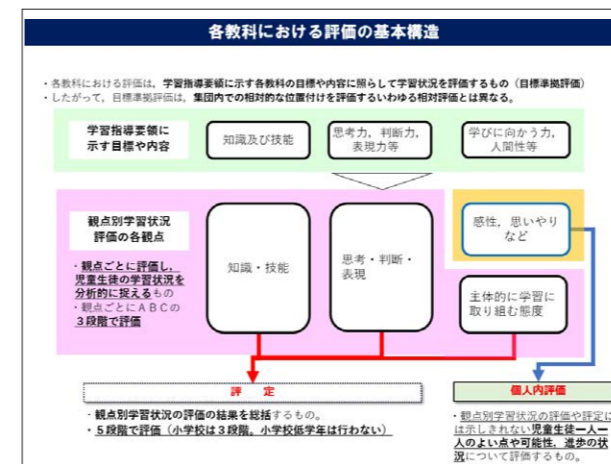 各教科における評価の基本構造
・各教科における評価は，学習指導要領に示す各教科の目標や内容に照らして学習状況を評価するもの（目標準拠評価）
・したがって，目標準拠評価は，集団内での相対的な位置付けを評価するいわゆる相対評価とは異なる。
学習指導要領に
示す目標や内容
知識及び技能
思考力，判断力，
表現力等
学びに向かう力，
人間性等
観点別学習状況
評価の各観点
・観点ごとに評価し，
児童生徒の学習状況を
分析的に捉えるもの
・観点ごとにＡＢＣの
３段階で評価
知識・技能
思考・判断・
表現
感性，思いやり
など
主体的に学習に
取り組む態度
評　定
・観点別学習状況の評価の結果を総括するもの。
・５段階で評価（小学校は３段階。小学校低学年は行わない）
個人内評価
・観点別学習状況の評価や評定に
は示しきれない児童生徒一人一
人のよい点や可能性，進歩の状
況について評価するもの。